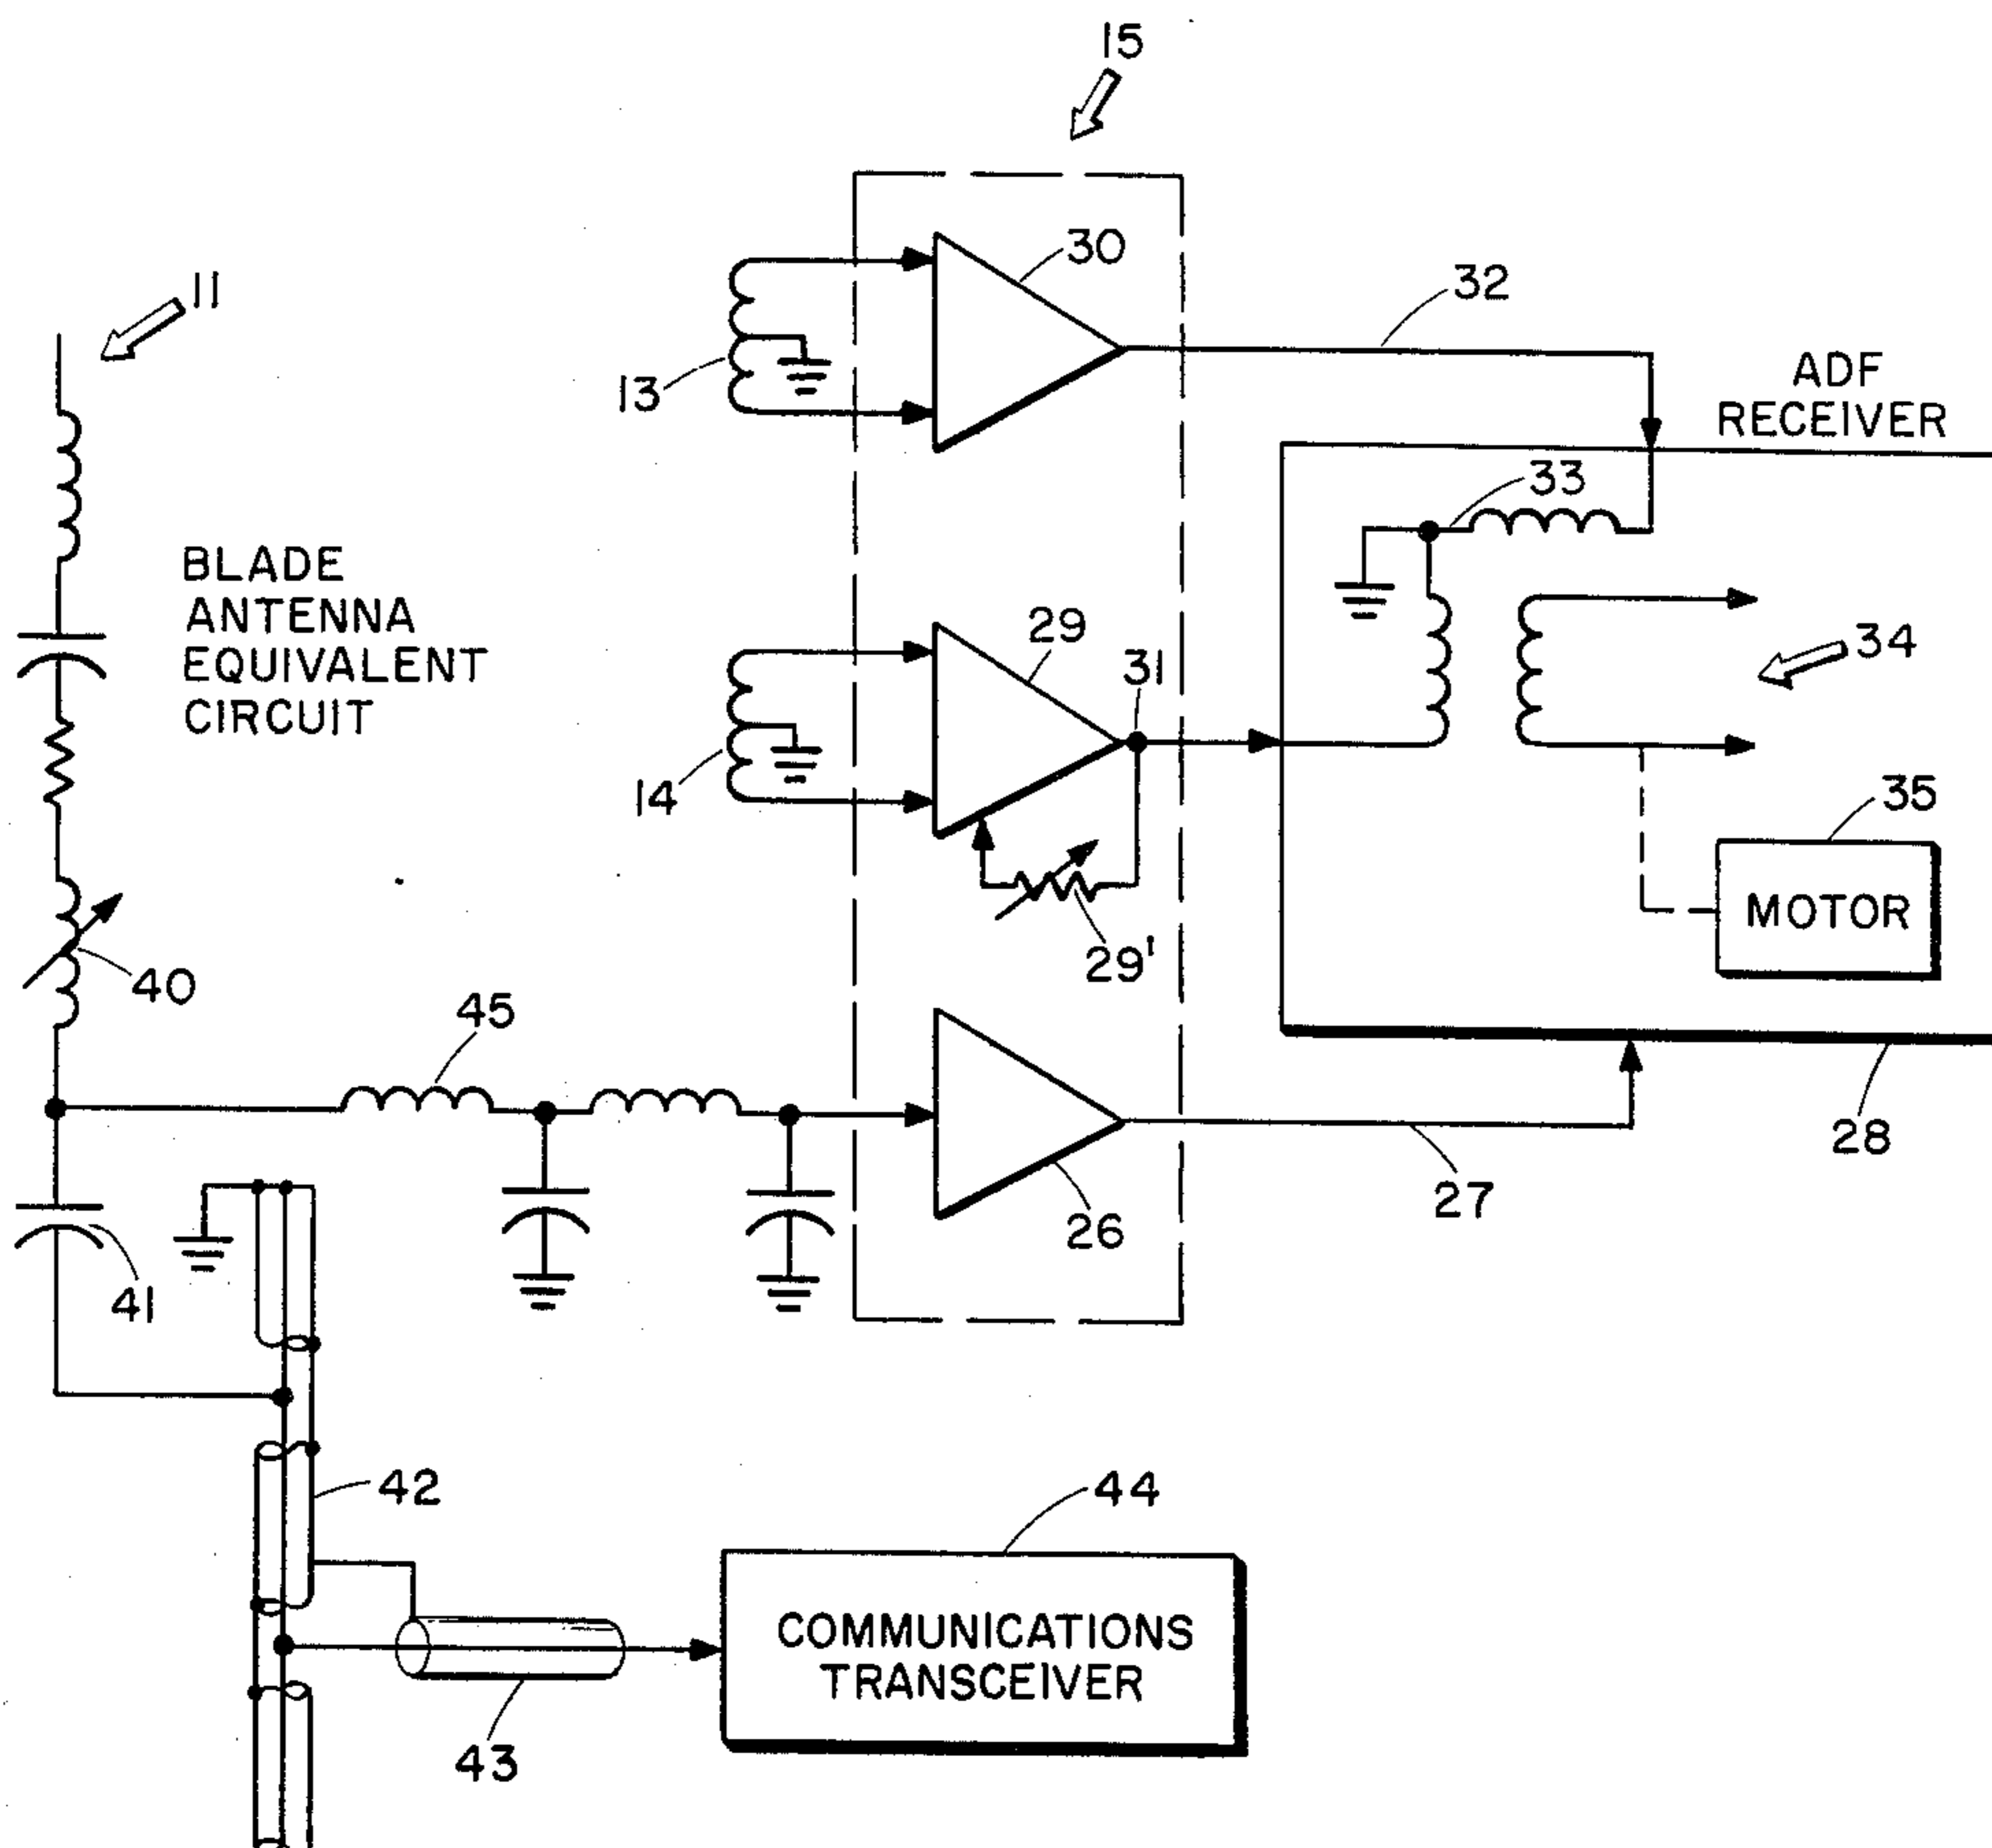 15
30
32
11
ADF
RECEIVER
13
33
BLADE
ANTENNA
EQUIVALENT
CIRCUIT
29
31
34
14
35
MOTOR
29'
40
45
28
27
26
41
42
44
COMMUNICATIONS
TRANSCEIVER
43